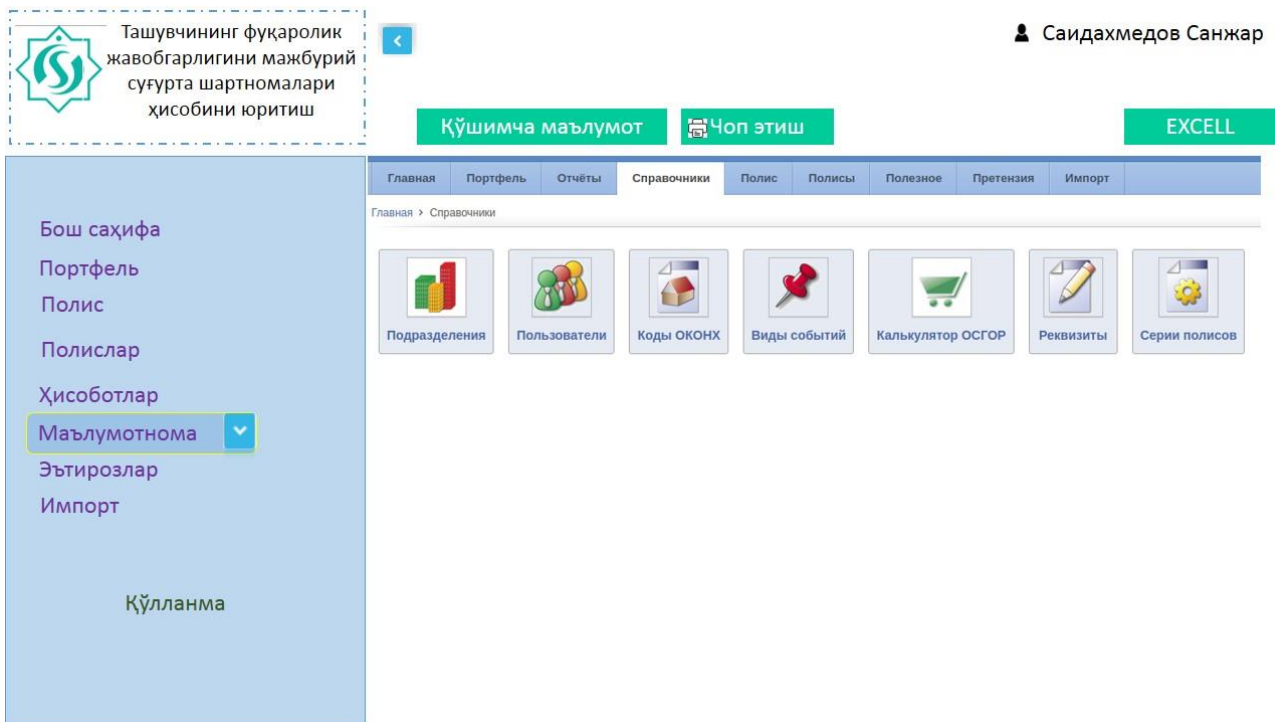 Ташувчининг фуқаролик
жавобгарлигини мажбурий
суғурта шартномалари
ҳисобини юритиш
Саидахмедов Санжар
Қўшимча маълумот
Чоп этиш
EXCELL
Главная Портфель Отчёты Справочники Полис Полисы Полезное Претензия Импорт
Главная > Справочники
Подразделения Пользователи Коды ОКОНХ Виды событий Калькулятор ОСГОР Реквизиты Серии полисов
Бош саҳифа
Портфель
Полис
Полислар
Ҳисоботлар
Маълумотнома
Эътирозлар
Импорт
Қўлланма